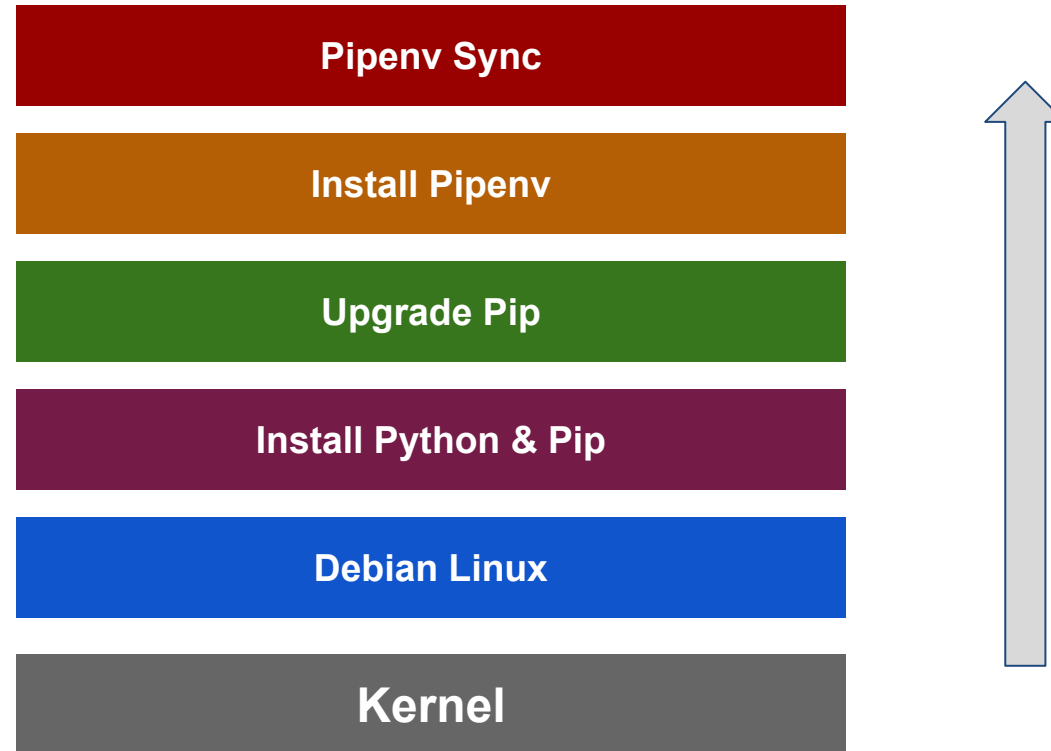 Pipenv Sync
Install Pipenv
Upgrade Pip
Install Python & Pip
Debian Linux
Kernel